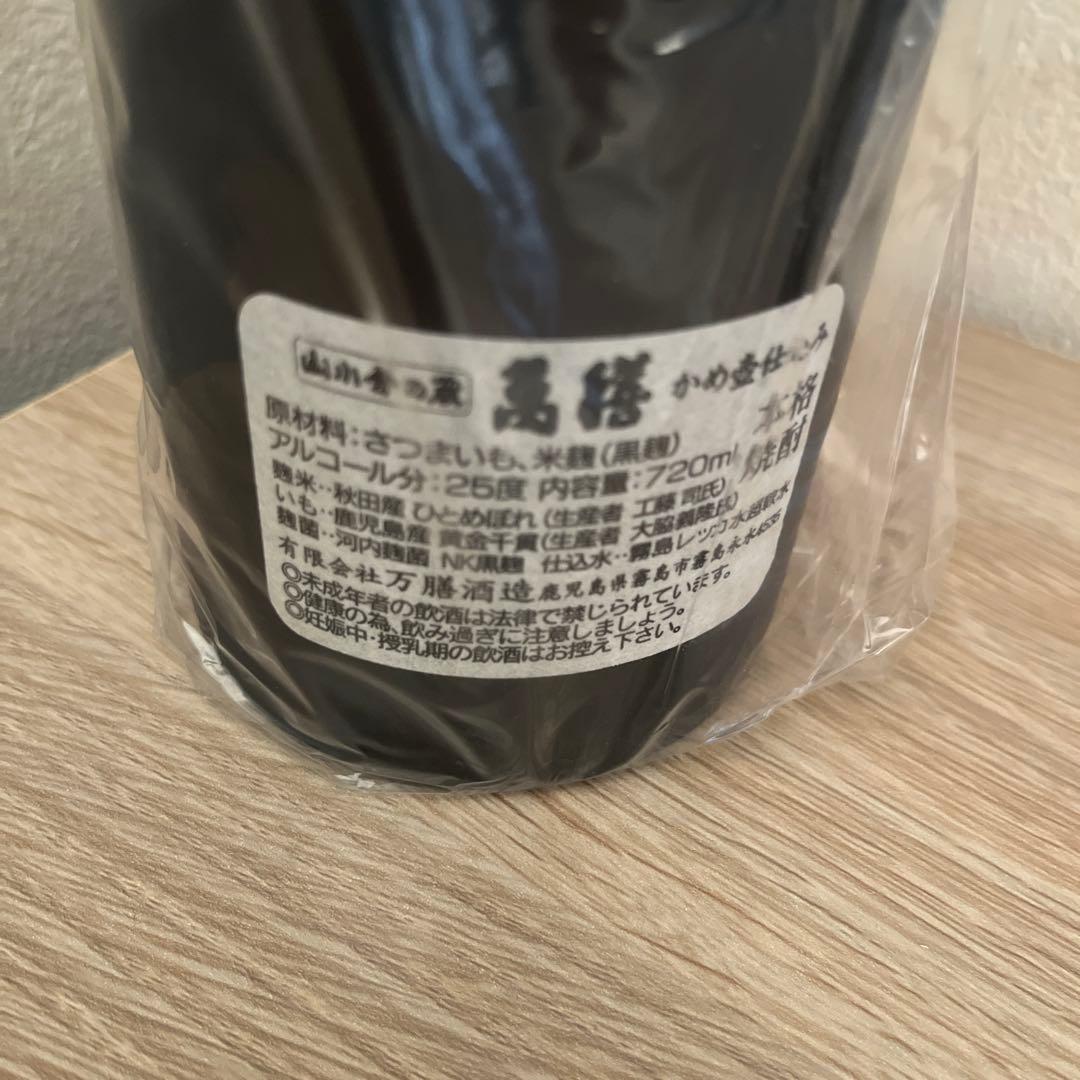 山小舎の蔵 萬膳 かめ壺仕込み
本格焼酎
原材料:さつまいも、米麹(黒麹)
アルコール分:25度 内容量:720ml
麹米‥秋田産 ひとめぼれ(生産者 工藤 司氏)
いも‥鹿児島産 黄金千貫(生産者 大脇義隆氏)
麹菌‥河内麹菌 NK黒麹 仕込水‥霧島レッカ水超軟水
有限会社万膳酒造 鹿児島県霧島市霧島永水4535
◎未成年者の飲酒は法律で禁じられています。
◎健康の為、飲み過ぎに注意しましょう。
◎妊娠中・授乳期の飲酒はお控え下さい。